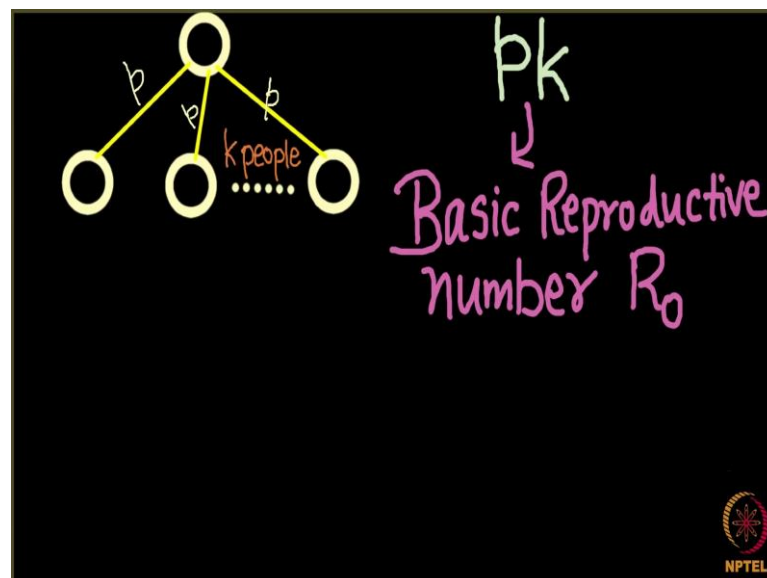 p
p
p
k people
pk
Basic Reproductive
number R₀
NPTEL